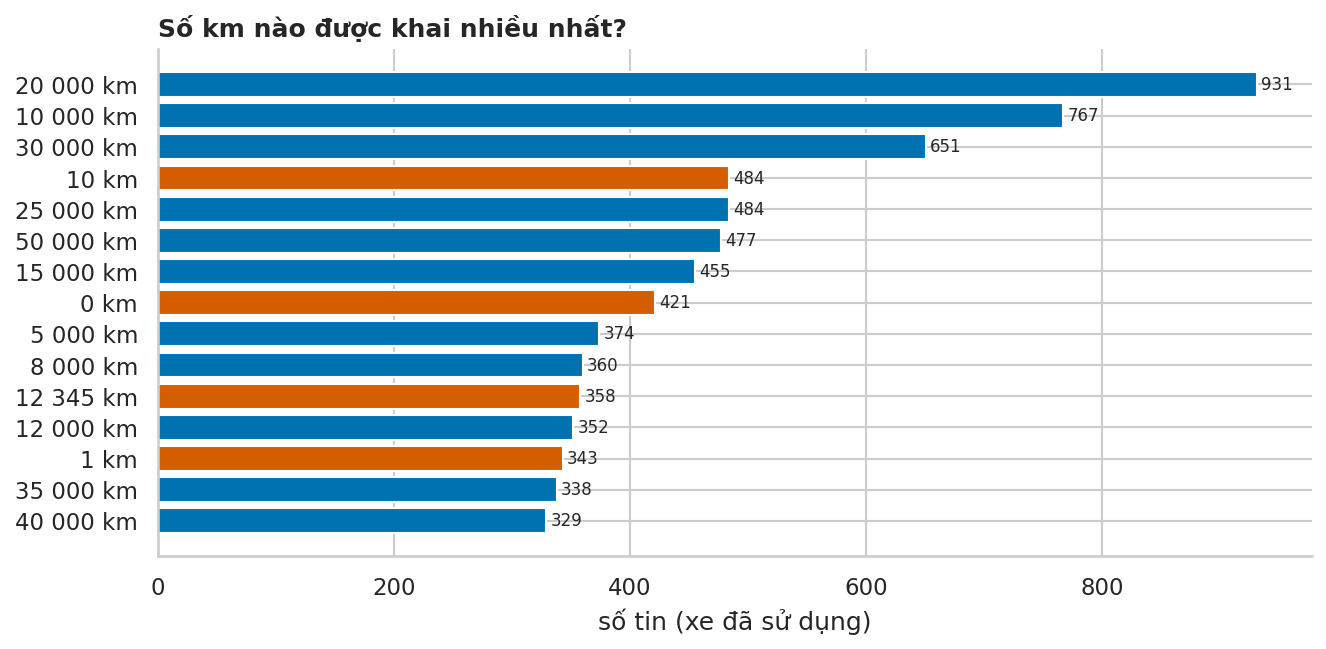 Số km nào được khai nhiều nhất?
20 000 km 931
10 000 km 767
30 000 km 651
10 km 484
25 000 km 484
50 000 km 477
15 000 km 455
0 km 421
5 000 km 374
8 000 km 360
12 345 km 358
12 000 km 352
1 km 343
35 000 km 338
40 000 km 329
0 200 400 600 800
số tin (xe đã sử dụng)